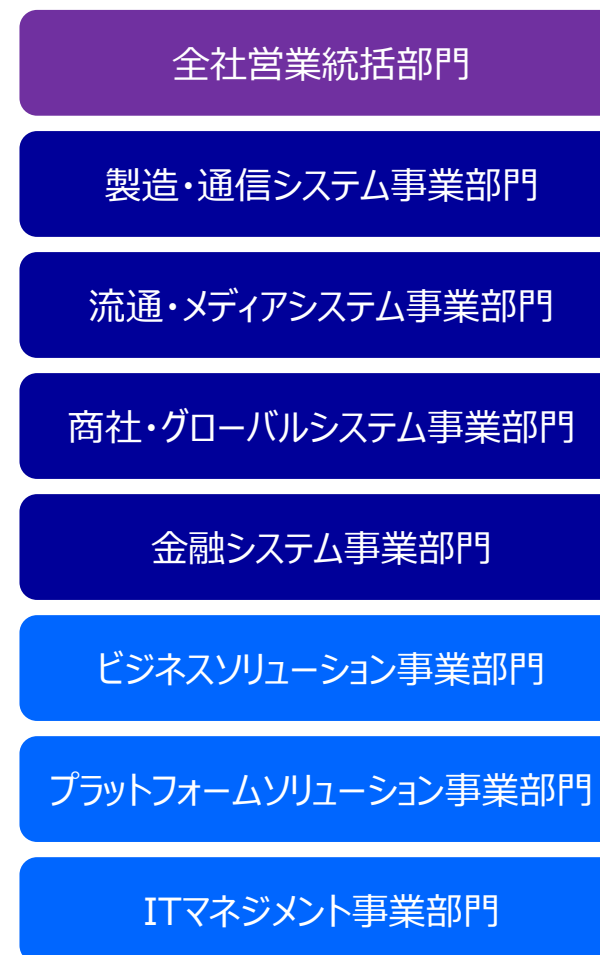 全社営業統括部門
製造・通信システム事業部門
流通・メディアシステム事業部門
商社・グローバルシステム事業部門
金融システム事業部門
ビジネスソリューション事業部門
プラットフォームソリューション事業部門
ITマネジメント事業部門